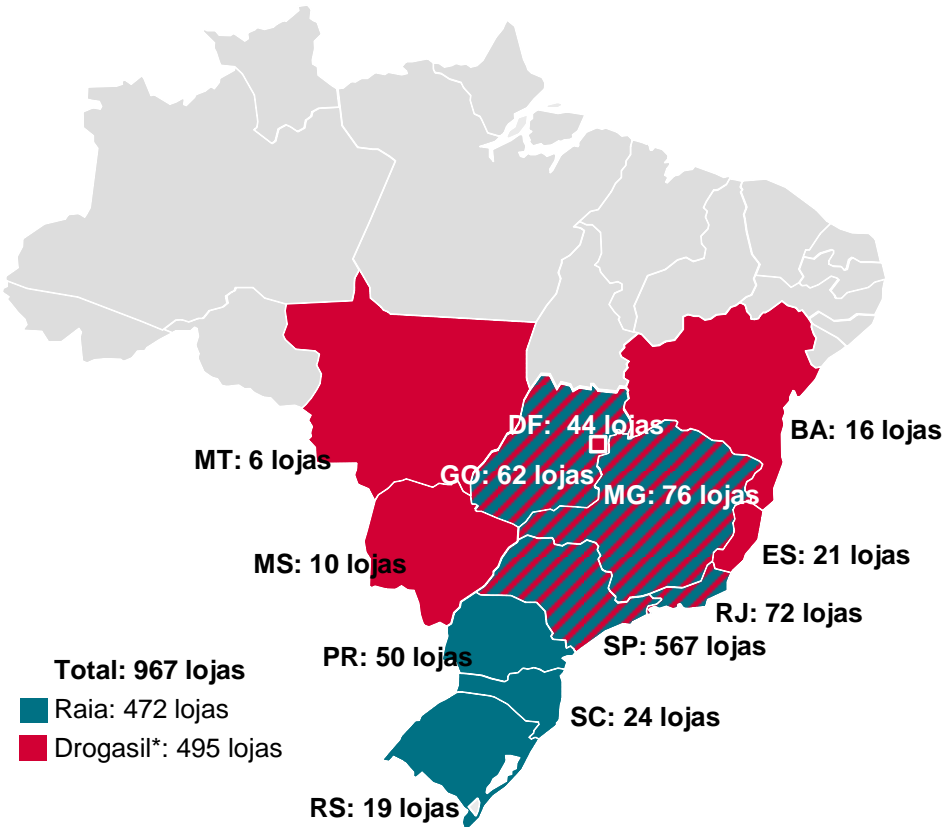 DF: 44 lojas
BA: 16 lojas
MT: 6 lojas
GO: 62 lojas
MG: 76 lojas
ES: 21 lojas
MS: 10 lojas
RJ: 72 lojas
SP: 567 lojas
PR: 50 lojas
Total: 967 lojas
Raia: 472 lojas
SC: 24 lojas
Drogasil*: 495 lojas
RS: 19 lojas